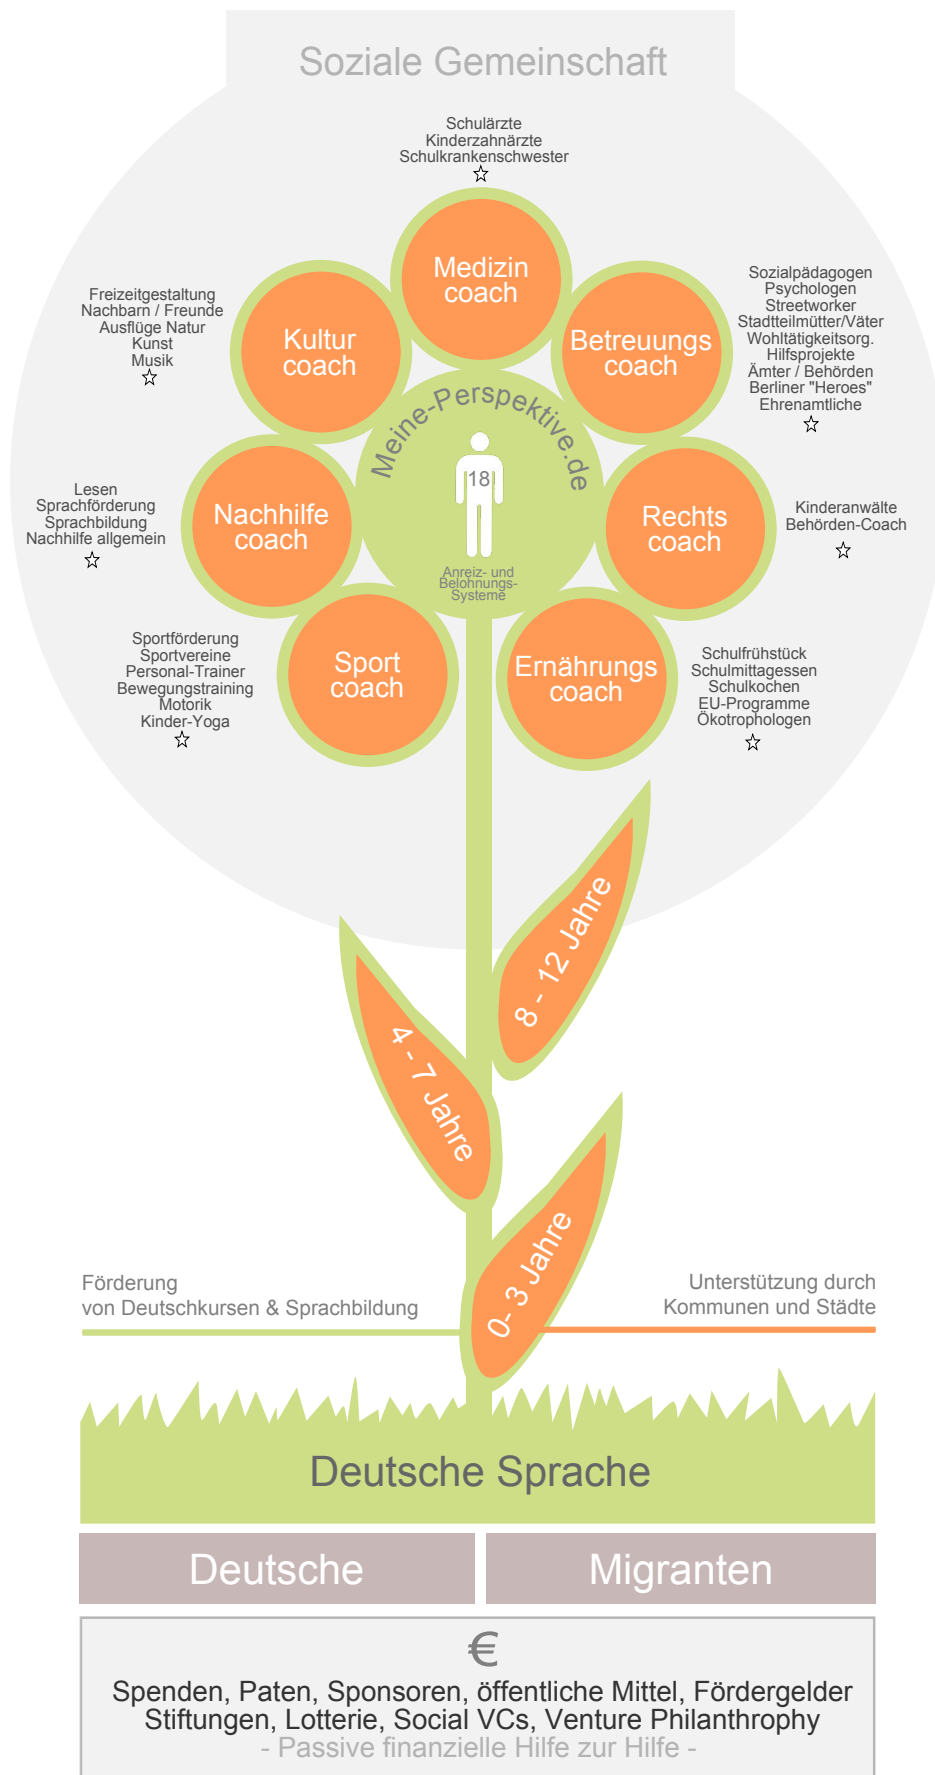 Soziale Gemeinschaft
Schulärzte
Kinderzahnärzte
Schulkrankenschwester
Medizin
coach
Freizeitgestaltung
Nachbarn / Freunde
Ausflüge Natur
Kunst
Musik
Kultur
coach
Betreuungs
coach
Sozialpädagogen
Psychologen
Streetworker
Stadtteilmütter/Väter
Wohltätigkeitsorg.
Hilfsprojekte
Ämter / Behörden
Berliner "Heroes"
Ehrenamtliche
Meine-Perspektive.de
18
Anreiz- und
Belohnungs-
Systeme
Lesen
Sprachförderung
Sprachbildung
Nachhilfe allgemein
Nachhilfe
coach
Rechts
coach
Kinderanwälte
Behörden-Coach
Sportförderung
Sportvereine
Personal-Trainer
Bewegungstraining
Motorik
Kinder-Yoga
Sport
coach
Ernährungs
coach
Schulfrühstück
Schulmittagessen
Schulkochen
EU-Programme
Ökotrophologen
8 - 12 Jahre
4 - 7 Jahre
0- 3 Jahre
Förderung
von Deutschkursen & Sprachbildung
Unterstützung durch
Kommunen und Städte
Deutsche Sprache
Deutsche
Migranten
€
Spenden, Paten, Sponsoren, öffentliche Mittel, Fördergelder
Stiftungen, Lotterie, Social VCs, Venture Philanthrophy
- Passive finanzielle Hilfe zur Hilfe -